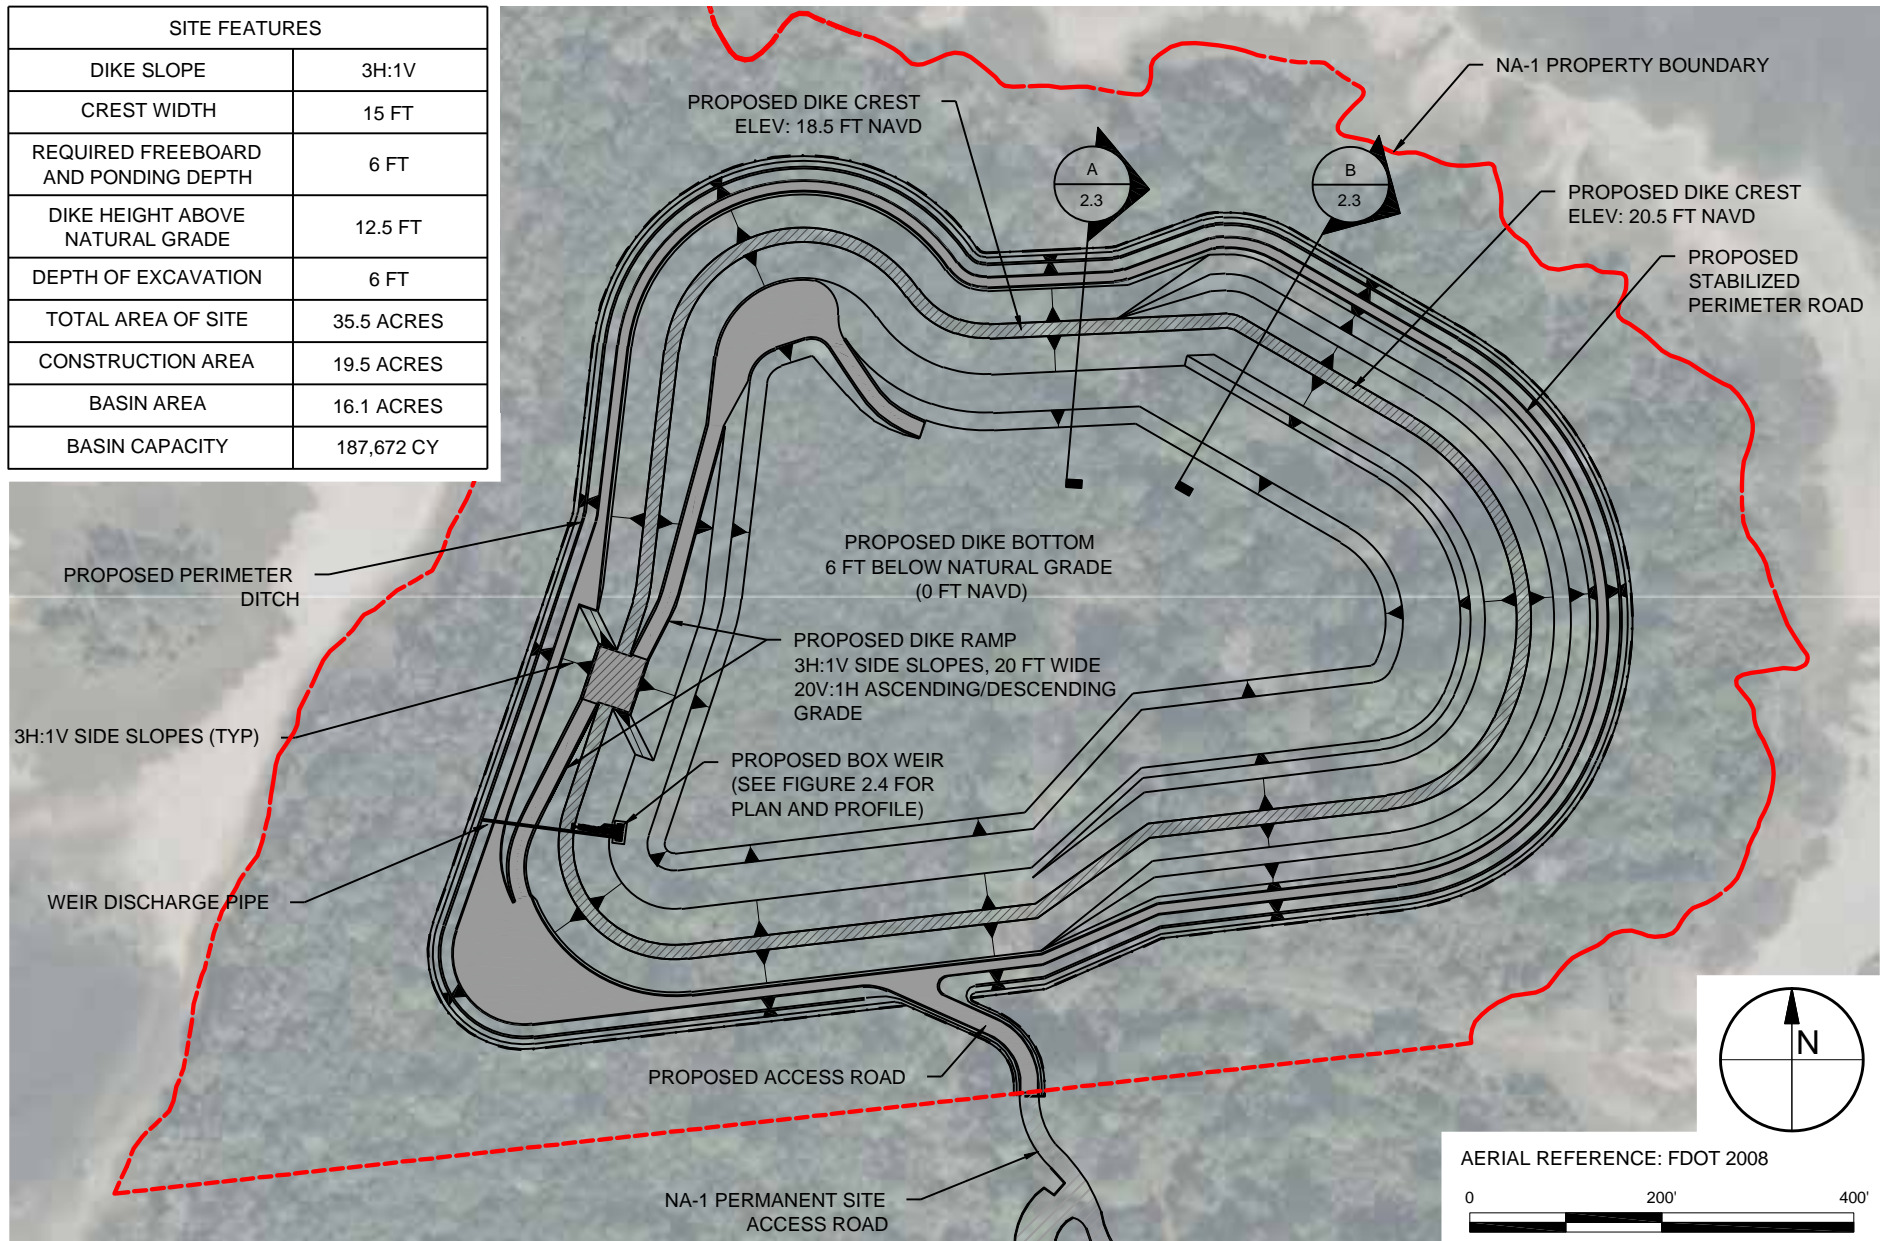 SITE FEATURES
DIKE SLOPE 3H:1V
CREST WIDTH 15 FT
REQUIRED FREEBOARD
AND PONDING DEPTH 6 FT
DIKE HEIGHT ABOVE
NATURAL GRADE 12.5 FT
DEPTH OF EXCAVATION 6 FT
TOTAL AREA OF SITE 35.5 ACRES
CONSTRUCTION AREA 19.5 ACRES
BASIN AREA 16.1 ACRES
BASIN CAPACITY 187,672 CY
NA-1 PROPERTY BOUNDARY
PROPOSED DIKE CREST
ELEV: 18.5 FT NAVD
A
2.3
B
2.3
PROPOSED DIKE CREST
ELEV: 20.5 FT NAVD
PROPOSED
STABILIZED
PERIMETER ROAD
PROPOSED DIKE BOTTOM
6 FT BELOW NATURAL GRADE
(0 FT NAVD)
PROPOSED PERIMETER
DITCH
PROPOSED DIKE RAMP
3H:1V SIDE SLOPES, 20 FT WIDE
20V:1H ASCENDING/DESCENDING
GRADE
3H:1V SIDE SLOPES (TYP)
PROPOSED BOX WEIR
(SEE FIGURE 2.4 FOR
PLAN AND PROFILE)
WEIR DISCHARGE PIPE
PROPOSED ACCESS ROAD
NA-1 PERMANENT SITE
ACCESS ROAD
N
AERIAL REFERENCE: FDOT 2008
0 200' 400'